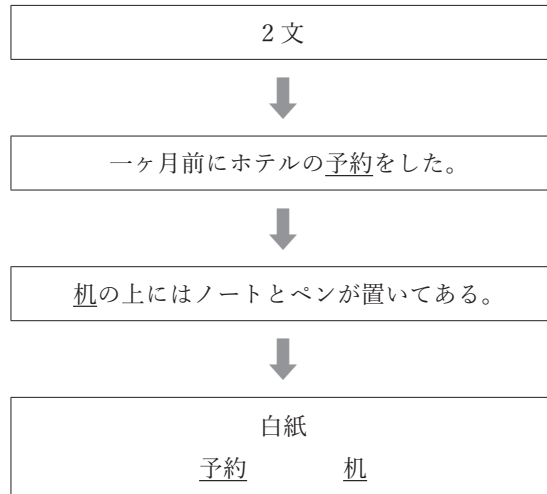 2文
一ヶ月前にホテルの予約をした。
机の上にはノートとペンが置いてある。
白紙
予約 机